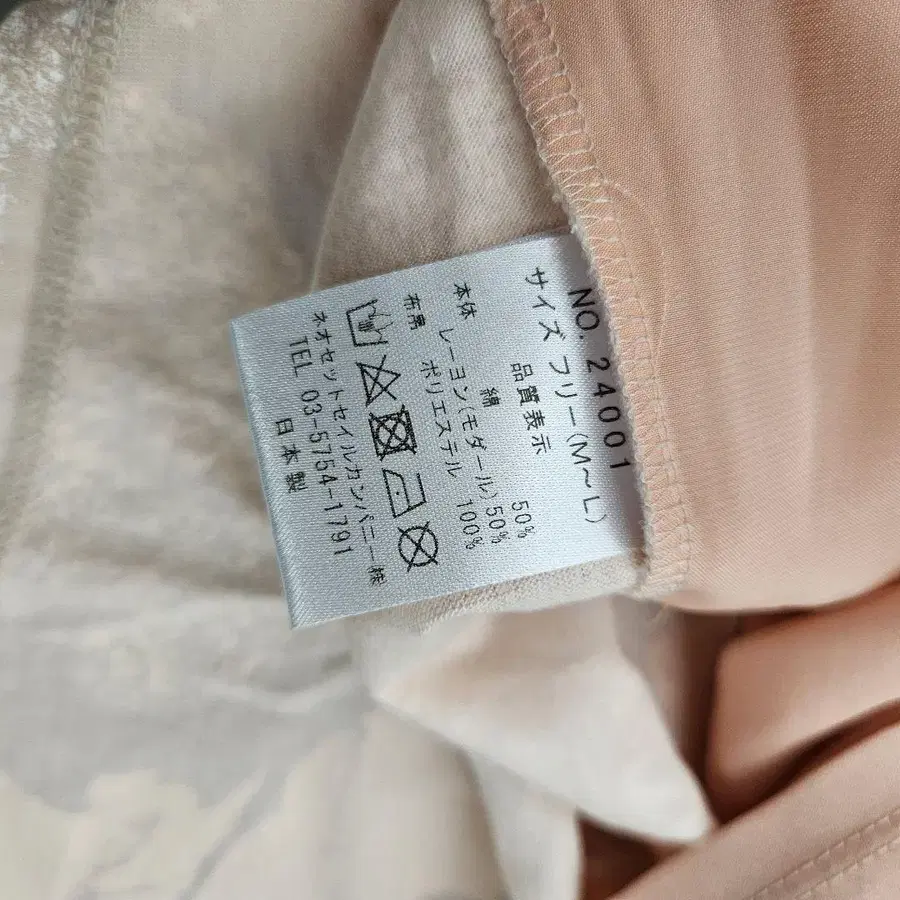 NO. 24001
サイズ フリー(M～L)
品質表示
綿 50%
本体 レーヨン(モダール)50%
布帛 ポリエステル 100%
ネオセットセイルカンパニー株
TEL 03-5754-1791
日本製